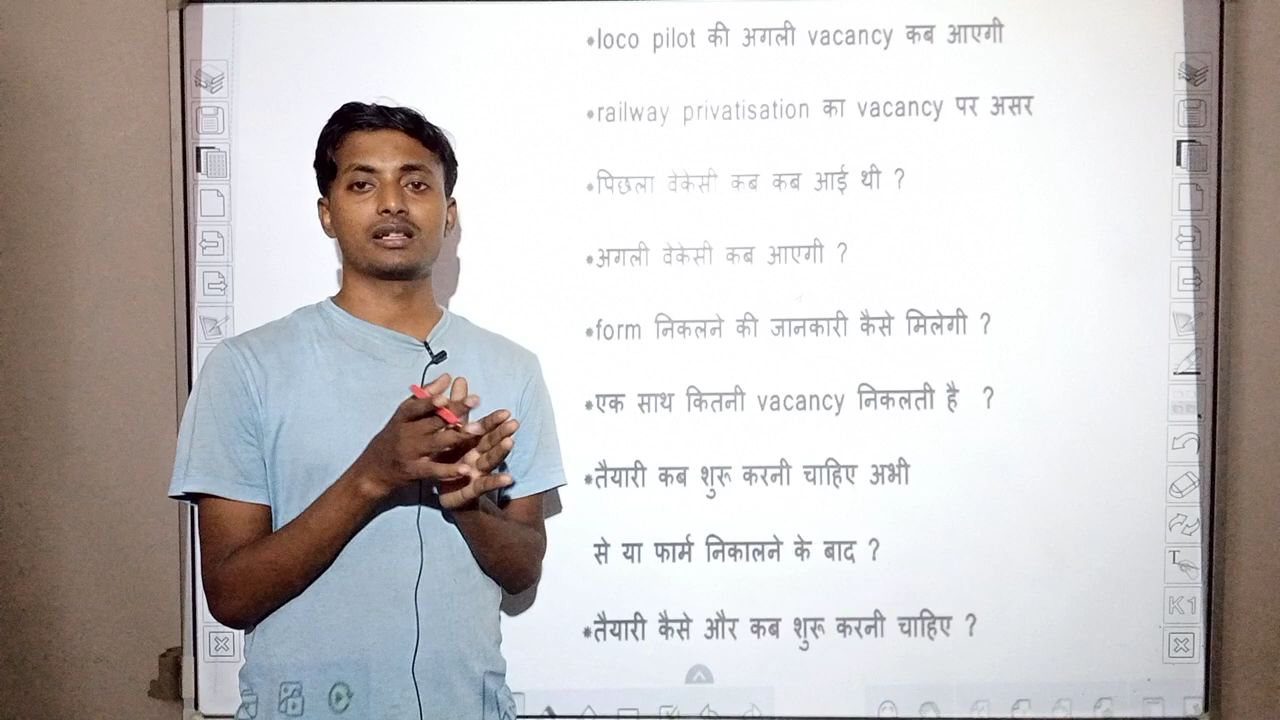 •loco pilot की अगली vacancy कब आएगी
•railway privatisation का vacancy पर असर
•पिछला वेकेसी कब कब आई थी ?
•अगली वेकेसी कब आएगी ?
•form निकलने की जानकारी कैसे मिलेगी ?
•एक साथ कितनी vacancy निकलती है ?
•तैयारी कब शुरू करनी चाहिए अभी
से या फार्म निकालने के बाद ?
•तैयारी कैसे और कब शुरू करनी चाहिए ?
T
K1